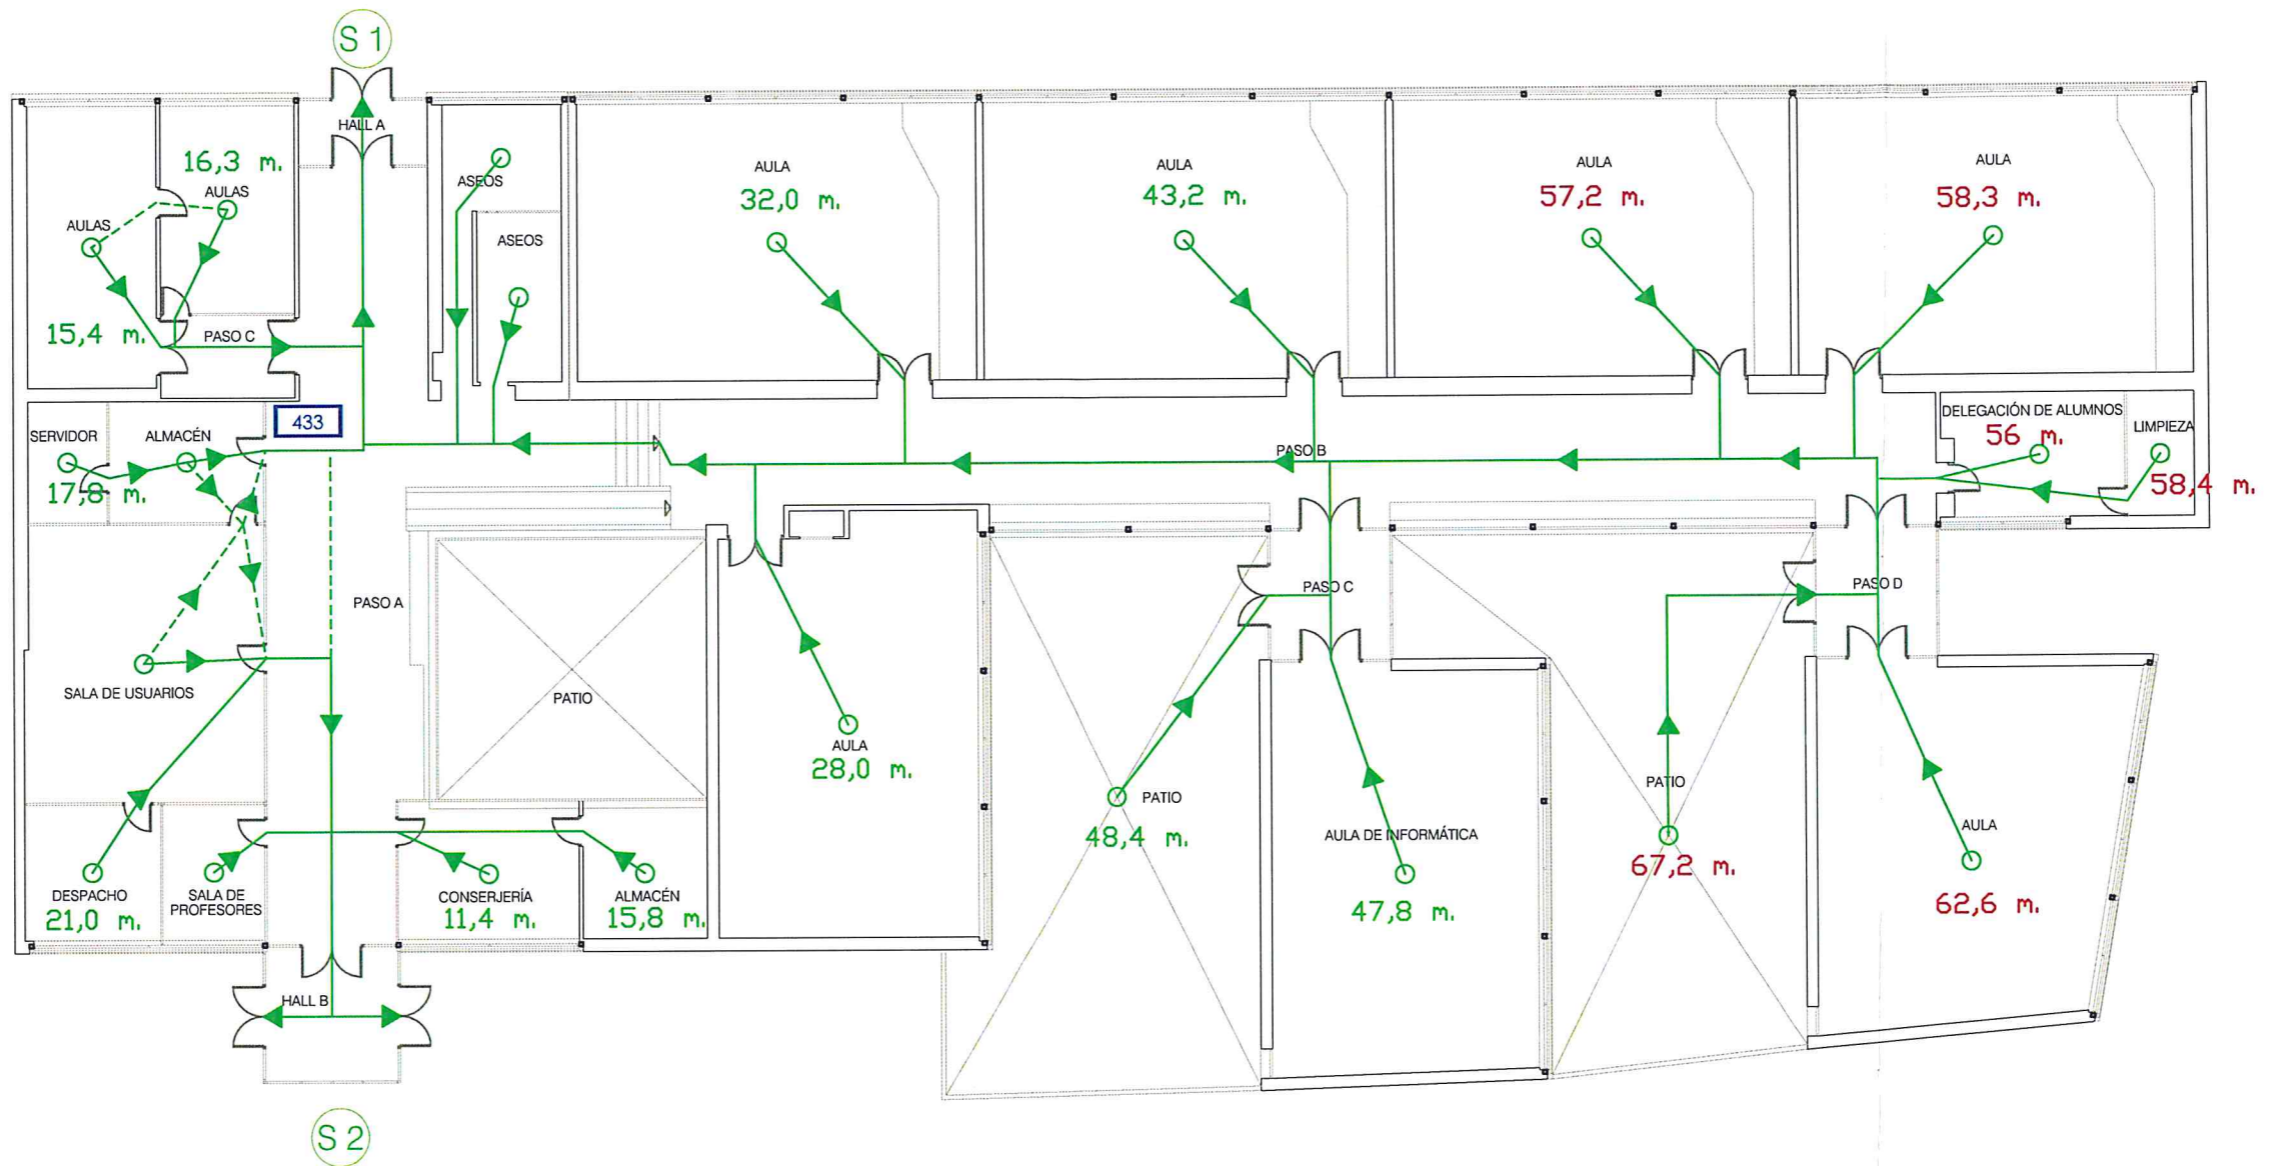 S 1
HALL A
16,3 m.
AULAS
AULAS
15,4 m.
PASO C
ASEOS
ASEOS
AULA
32,0 m.
AULA
43,2 m.
AULA
57,2 m.
AULA
58,3 m.
433
SERVIDOR
ALMACÉN
17,8 m.
PASO B
DELEGACIÓN DE ALUMNOS
56 m.
LIMPIEZA
58,4 m.
PASO A
PASO C
PASO D
SALA DE USUARIOS
PATIO
AULA
28,0 m.
PATIO
48,4 m.
AULA DE INFORMÁTICA
47,8 m.
PATIO
67,2 m.
AULA
62,6 m.
DESPACHO
21,0 m.
SALA DE
PROFESORES
CONSERJERÍA
11,4 m.
ALMACÉN
15,8 m.
HALL B
S 2